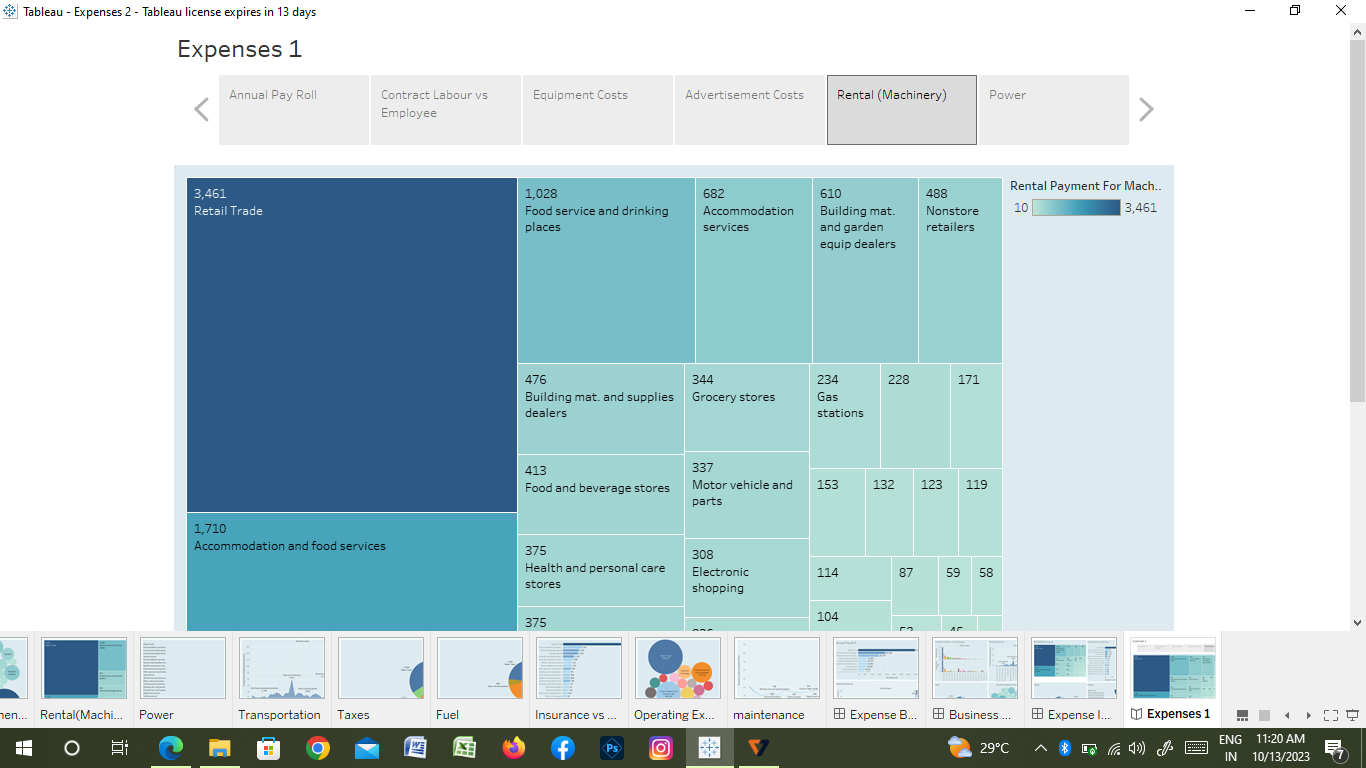 Tableau - Expenses 2 - Tableau license expires in 13 days
Expenses 1
Annual Pay Roll
Contract Labour vs
Employee
Equipment Costs
Advertisement Costs
Rental (Machinery)
Power
3,461
Retail Trade
1,028
Food service and drinking
places
682
Accommodation
services
610
Building mat.
and garden
equip dealers
488
Nonstore
retailers
Rental Payment For Mach..
10
3,461
476
Building mat. and supplies
dealers
344
Grocery stores
234
Gas
stations
228
171
413
Food and beverage stores
337
Motor vehicle and
parts
153
132
123
119
1,710
Accommodation and food services
375
Health and personal care
stores
308
Electronic
shopping
114
87
59
58
104
375
Rental(Machi...
Power
Transportation
Taxes
Fuel
Insurance vs ...
Operating Ex...
maintenance
Expense B...
Business ...
Expense I...
Expenses 1
29°C
ENG
IN
11:20 AM
10/13/2023
7